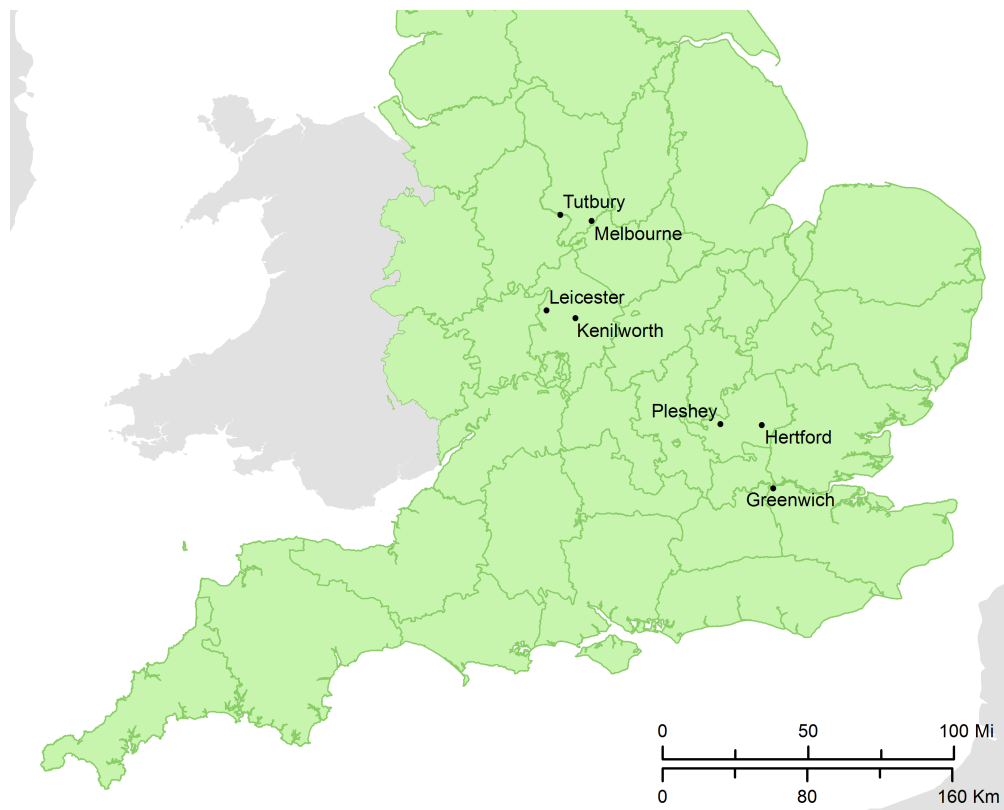 Tutbury
Melbourne
Leicester
Kenilworth
Pleshey
Hertford
Greenwich
0 50 100 Mi
0 80 160 Km